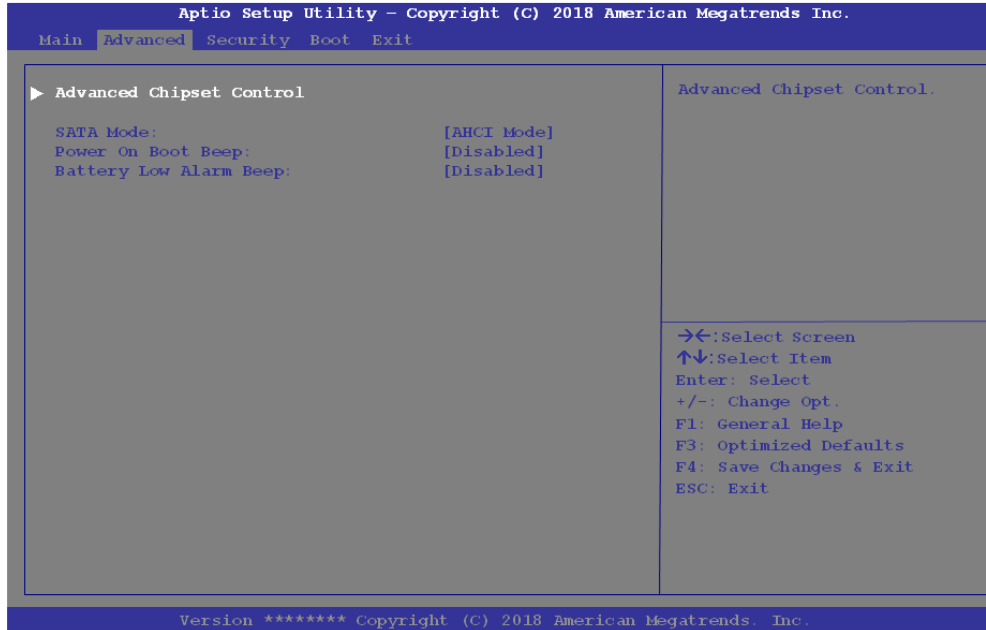 Aptio Setup Utility – Copyright (C) 2018 American Megatrends Inc.
Main Advanced Security Boot Exit
▶ Advanced Chipset Control
SATA Mode: [AHCI Mode]
Power On Boot Beep: [Disabled]
Battery Low Alarm Beep: [Disabled]
Advanced Chipset Control.
→←:Select Screen
↑↓:Select Item
Enter: Select
+/-: Change Opt.
F1: General Help
F3: Optimized Defaults
F4: Save Changes & Exit
ESC: Exit
Version ******** Copyright (C) 2018 American Megatrends. Inc.